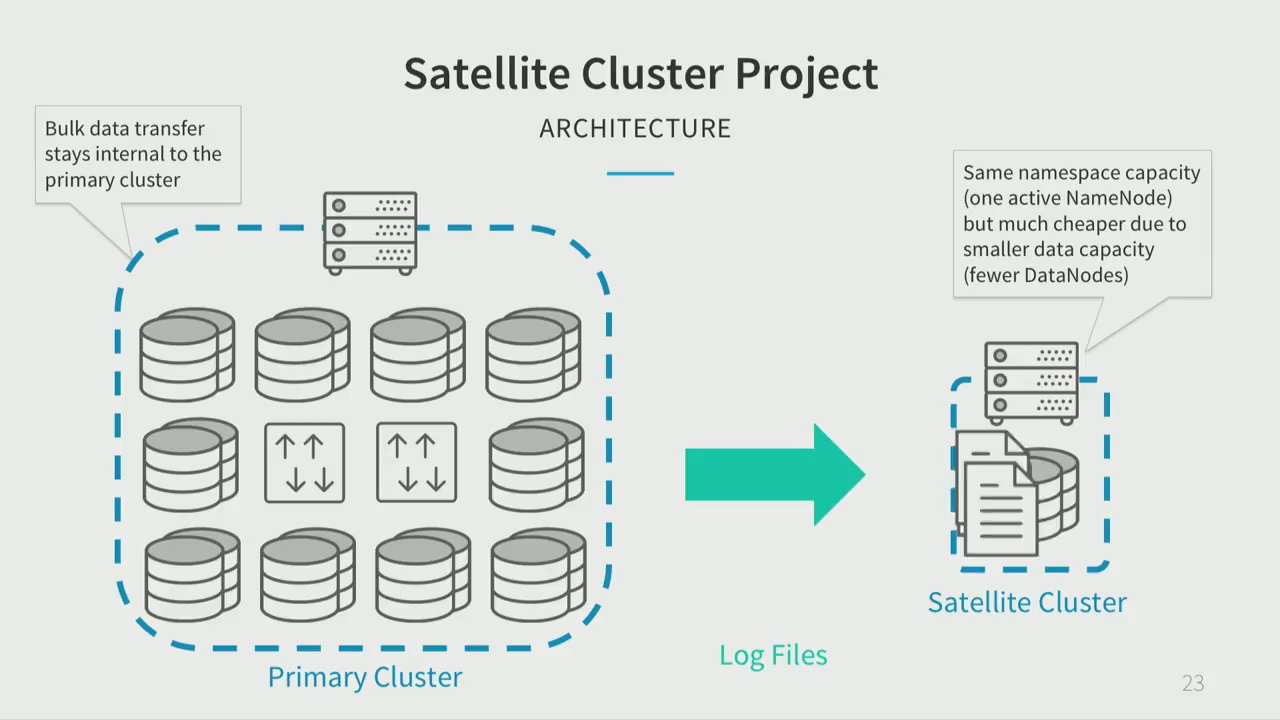 Satellite Cluster Project
ARCHITECTURE
Bulk data transfer
stays internal to the
primary cluster
Same namespace capacity
(one active NameNode)
but much cheaper due to
smaller data capacity
(fewer DataNodes)
Satellite Cluster
Log Files
Primary Cluster
23